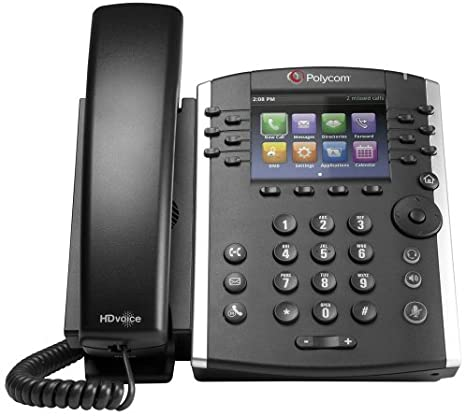 Polycom
2:08 PM 2 missed calls
New Call Messages Directories Forward
DND Settings Applications Calendar
1 2 ABC 3 DEF
4 GHI 5 JKL 6 MNO
7 PQRS 8 TUV 9 WXYZ
* 0 OPER #
- +
HDvoice